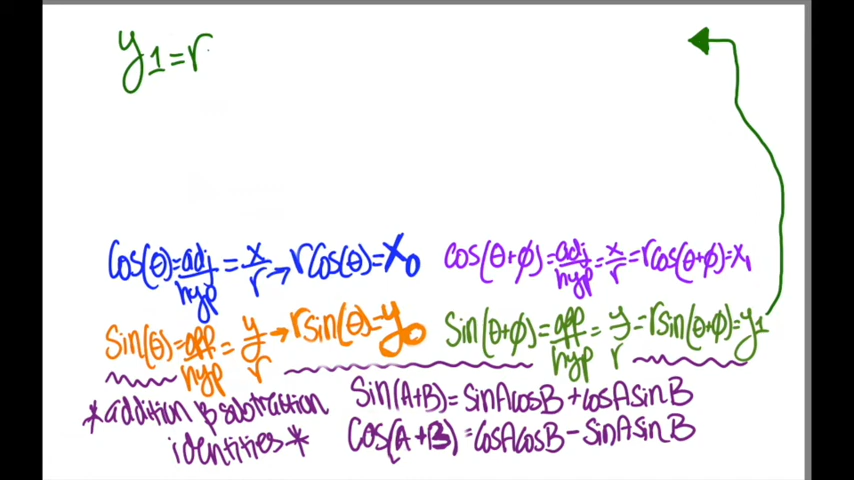 y1=r
Cos(θ)=adj/hyp=x/r→rCos(θ)=x0
Cos(θ+ϕ)=adj/hyp=x/r=rCos(θ+ϕ)=x1
Sin(θ)=opp/hyp=y/r→rsin(θ)=y0
Sin(θ+ϕ)=opp/hyp=y/r=rsin(θ+ϕ)=y1
*addition & subtraction
identities*
Sin(A+B)=SinACosB+CosASinB
Cos(A+B)=CosACosB-SinASinB